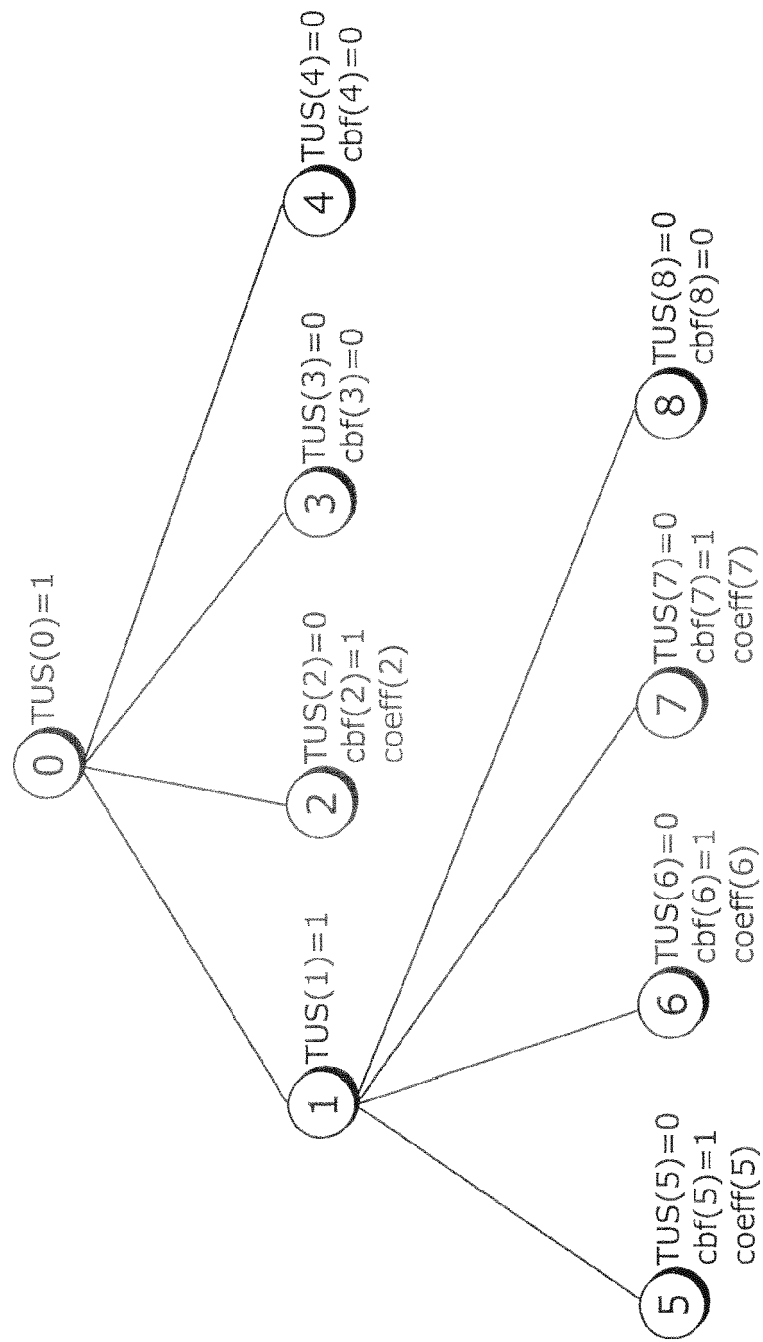 0
TUS(0)=1
1
TUS(1)=1
2
TUS(2)=0
cbf(2)=1
coeff(2)
3
TUS(3)=0
cbf(3)=0
4
TUS(4)=0
cbf(4)=0
5
TUS(5)=0
cbf(5)=1
coeff(5)
6
TUS(6)=0
cbf(6)=1
coeff(6)
7
TUS(7)=0
cbf(7)=1
coeff(7)
8
TUS(8)=0
cbf(8)=0